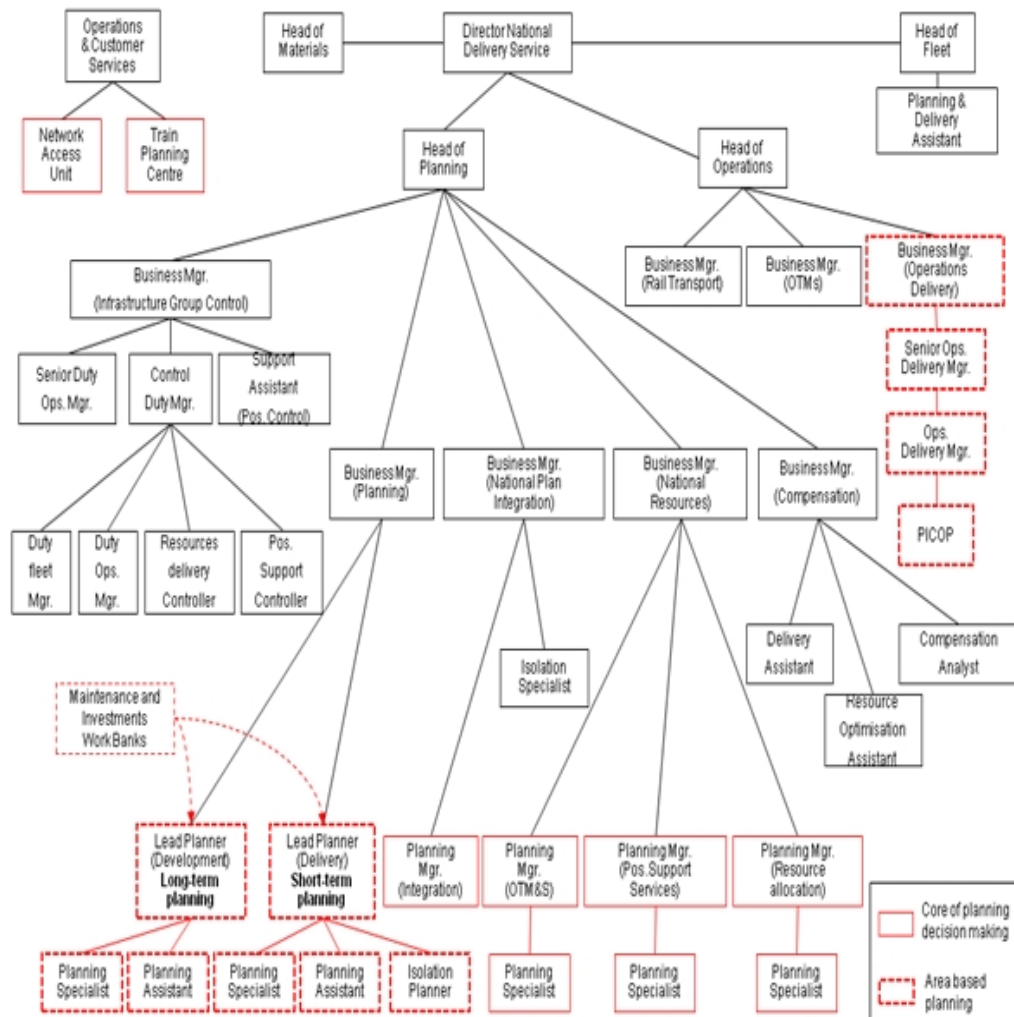 Operations
& Customer
Services
Head of
Materials
Director National
Delivery Service
Head of
Fleet
Planning &
Delivery
Assistant
Network
Access
Unit
Train
Planning
Centre
Head of
Planning
Head of
Operations
Business Mgr.
(Infrastructure Group Control)
Business Mgr.
(Rail Transport)
Business Mgr.
(OTMs)
Business Mgr.
(Operations
Delivery)
Senior Duty
Ops. Mgr.
Control
Duty Mgr.
Support
Assistant
(Pos. Control)
Senior Ops.
Delivery Mgr.
Ops.
Delivery Mgr.
PICOP
Business Mgr.
(Planning)
Business Mgr.
(National Plan
Integration)
Business Mgr.
(National
Resources)
Business Mgr.
(Compensation)
Duty
fleet
Mgr.
Duty
Ops.
Mgr.
Resources
delivery
Controller
Pos.
Support
Controller
Isolation
Specialist
Delivery
Assistant
Resource
Optimisation
Assistant
Compensation
Analyst
Maintenance and
Investments
Work Banks
Lead Planner
(Development)
Long-term
planning
Lead Planner
(Delivery)
Short-term
planning
Planning
Mgr.
(Integration)
Planning
Mgr.
(OTM&S)
Planning Mgr.
(Pos. Support
Services)
Planning Mgr.
(Resource
allocation)
Planning
Specialist
Planning
Assistant
Planning
Specialist
Planning
Assistant
Isolation
Planner
Planning
Specialist
Planning
Specialist
Planning
Specialist
Core of planning
decision making
Area based
planning